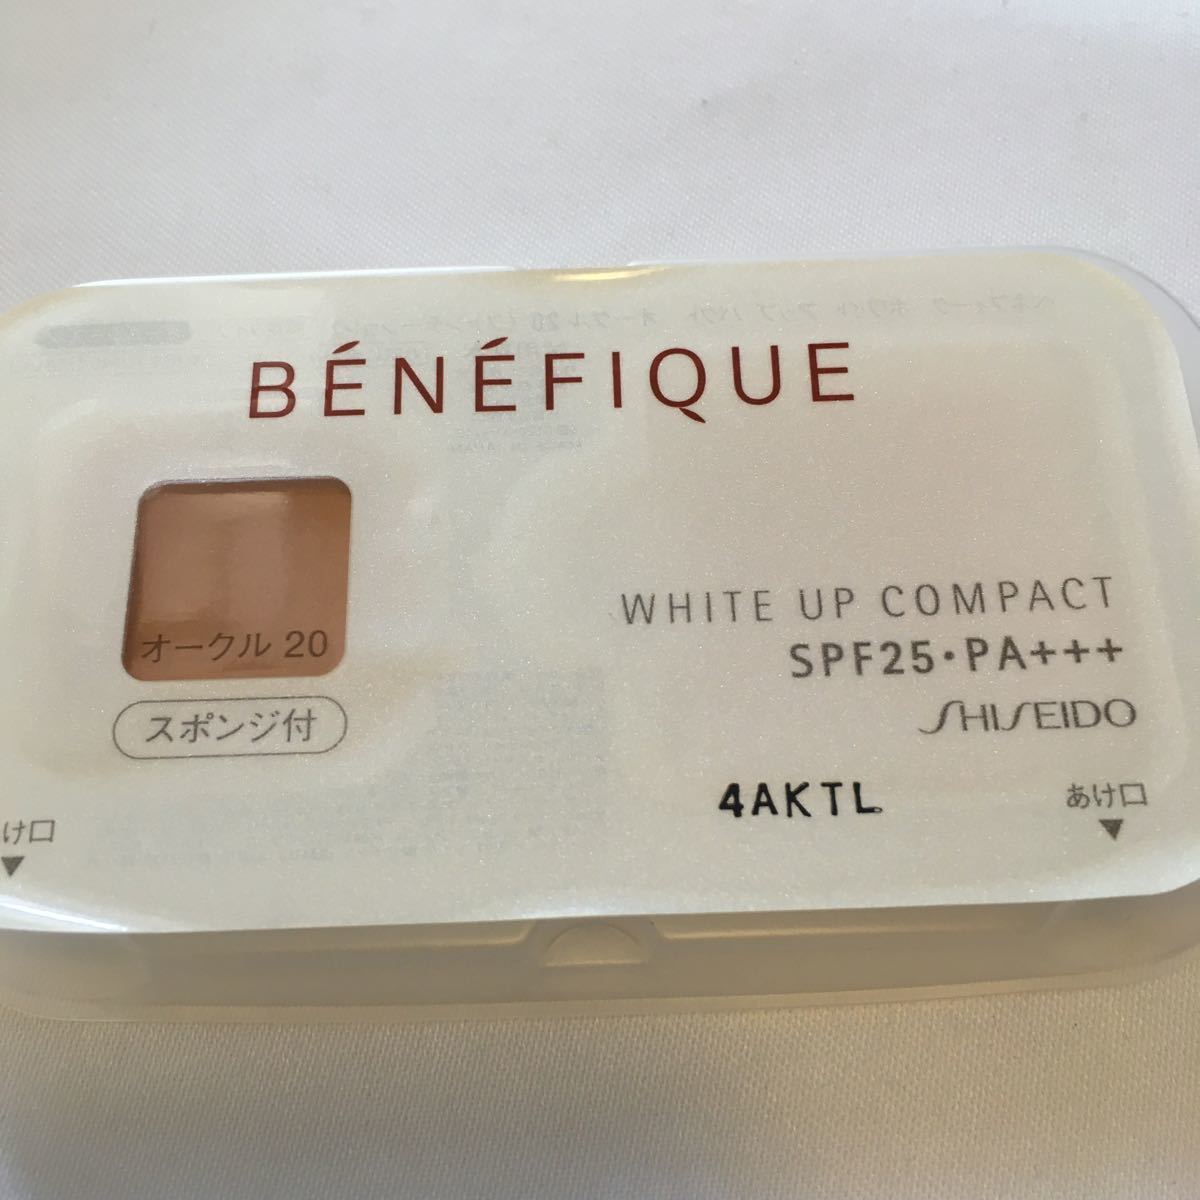 BÉNÉFIQUE
オークル 20
スポンジ付
WHITE UP COMPACT
SPF25・PA+++
SHISEIDO
4AKTL
あけ口
け口